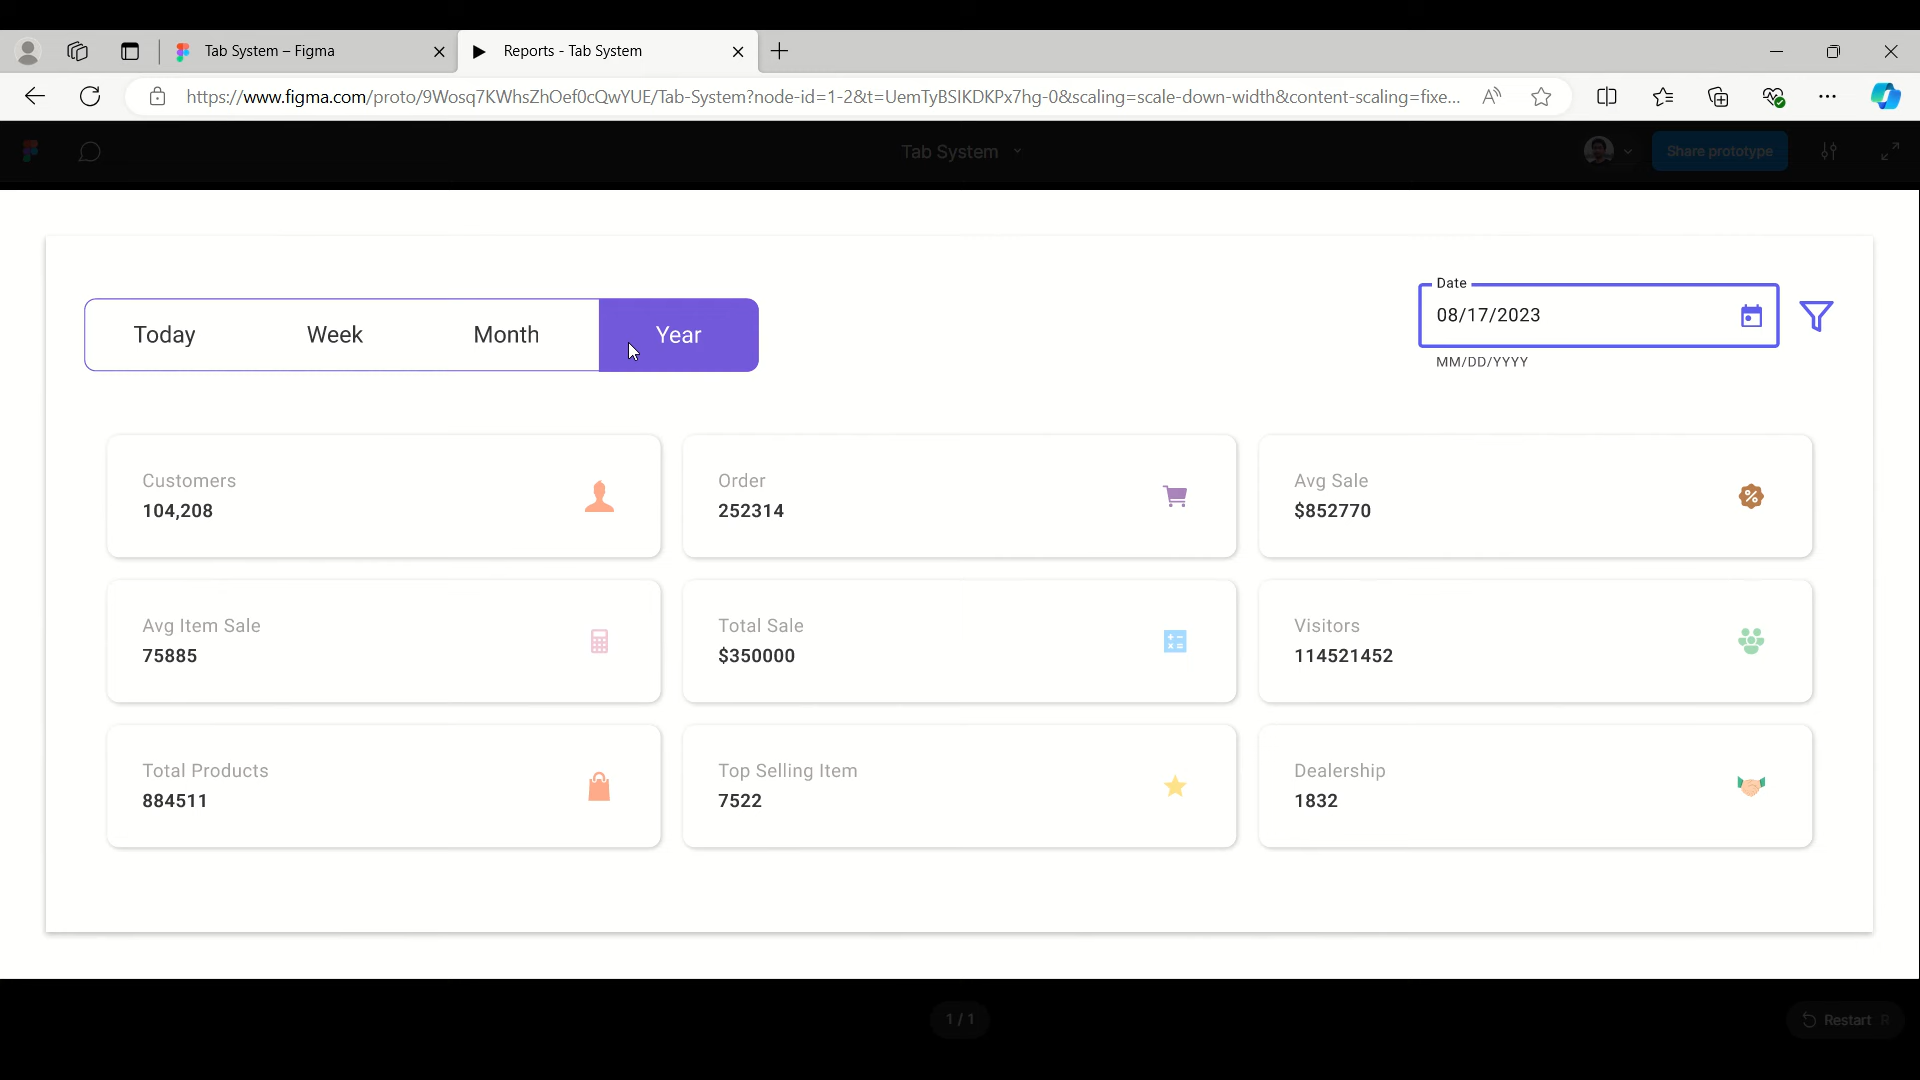 Tab System – Figma
Reports - Tab System
https://www.figma.com/proto/9Wosq7KWhsZhOef0cQwYUE/Tab-System?node-id=1-2&t=UemTyBSIKDKPx7hg-0&scaling=scale-down-width&content-scaling=fixe...
Tab System
Share prototype
Today Week Month Year
Date
08/17/2023
MM/DD/YYYY
Customers
104,208
Order
252314
Avg Sale
$852770
Avg Item Sale
75885
Total Sale
$350000
Visitors
114521452
Total Products
884511
Top Selling Item
7522
Dealership
1832
1 / 1
Restart R